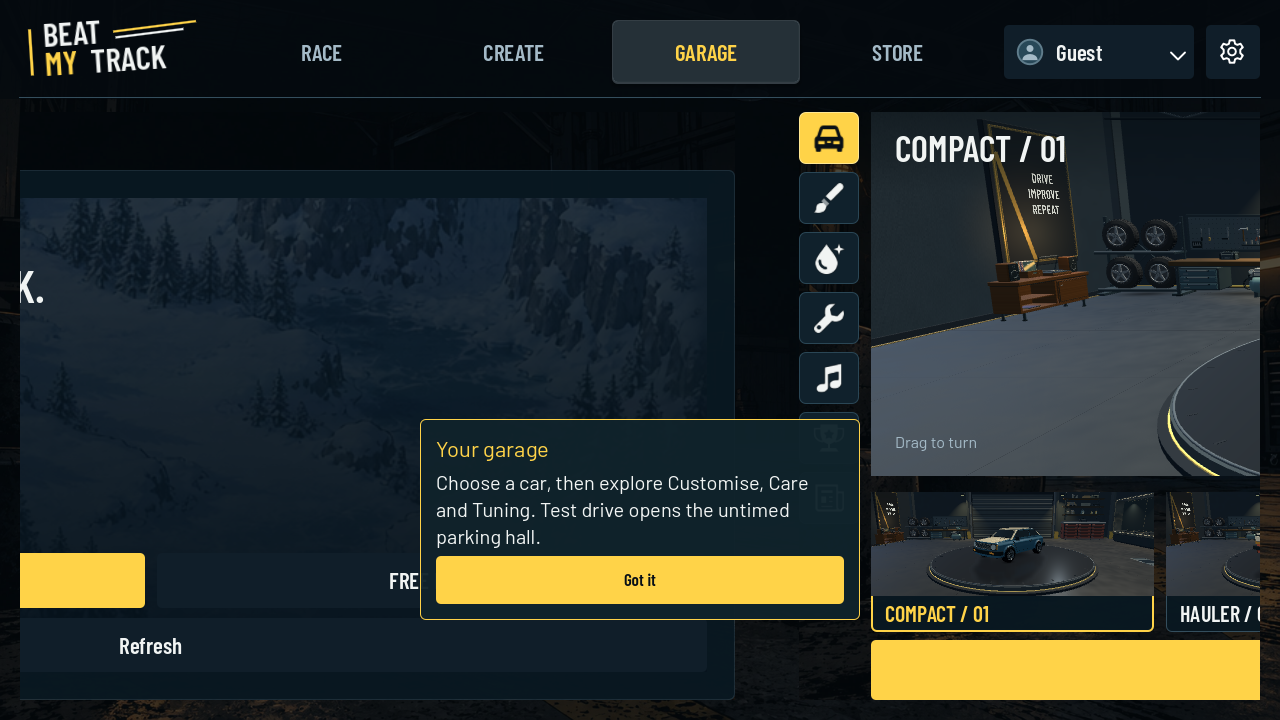 BEAT
MY TRACK
RACE
CREATE
GARAGE
STORE
Guest
K.
FREE
Refresh
COMPACT / 01
DRIVE
IMPROVE
REPEAT
Drag to turn
Your garage
Choose a car, then explore Customise, Care
and Tuning. Test drive opens the untimed
parking hall.
Got it
COMPACT / 01
HAULER / 0